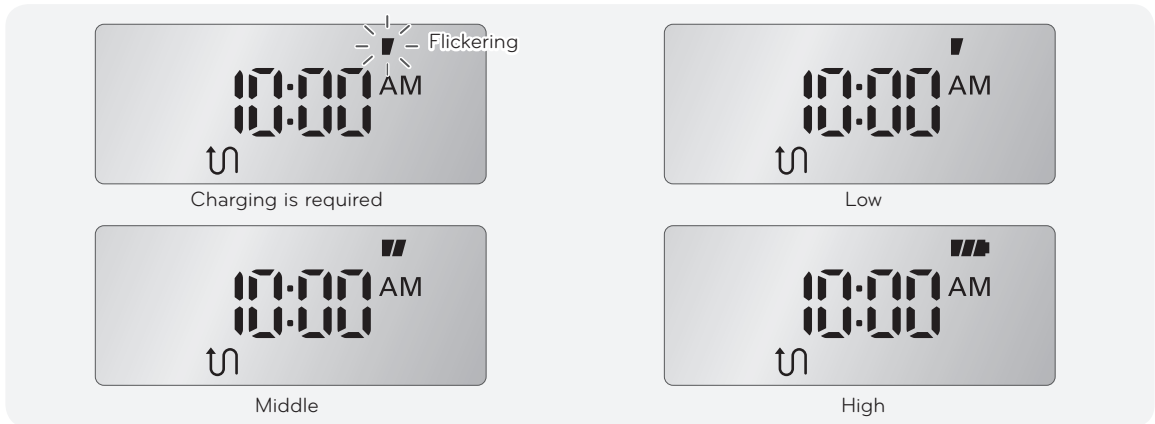 Flickering
10:00 AM
Charging is required
10:00 AM
Low
10:00 AM
Middle
10:00 AM
High